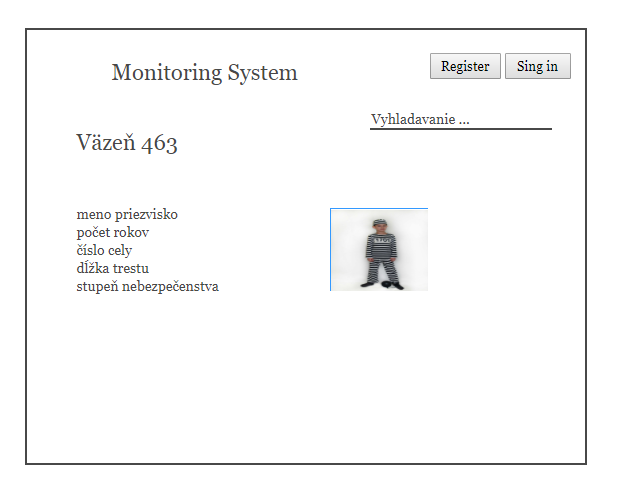 Monitoring System
Register
Sing in
Vyhladavanie ...
Väzeň 463
meno priezvisko
počet rokov
číslo cely
dĺžka trestu
stupeň nebezpečenstva